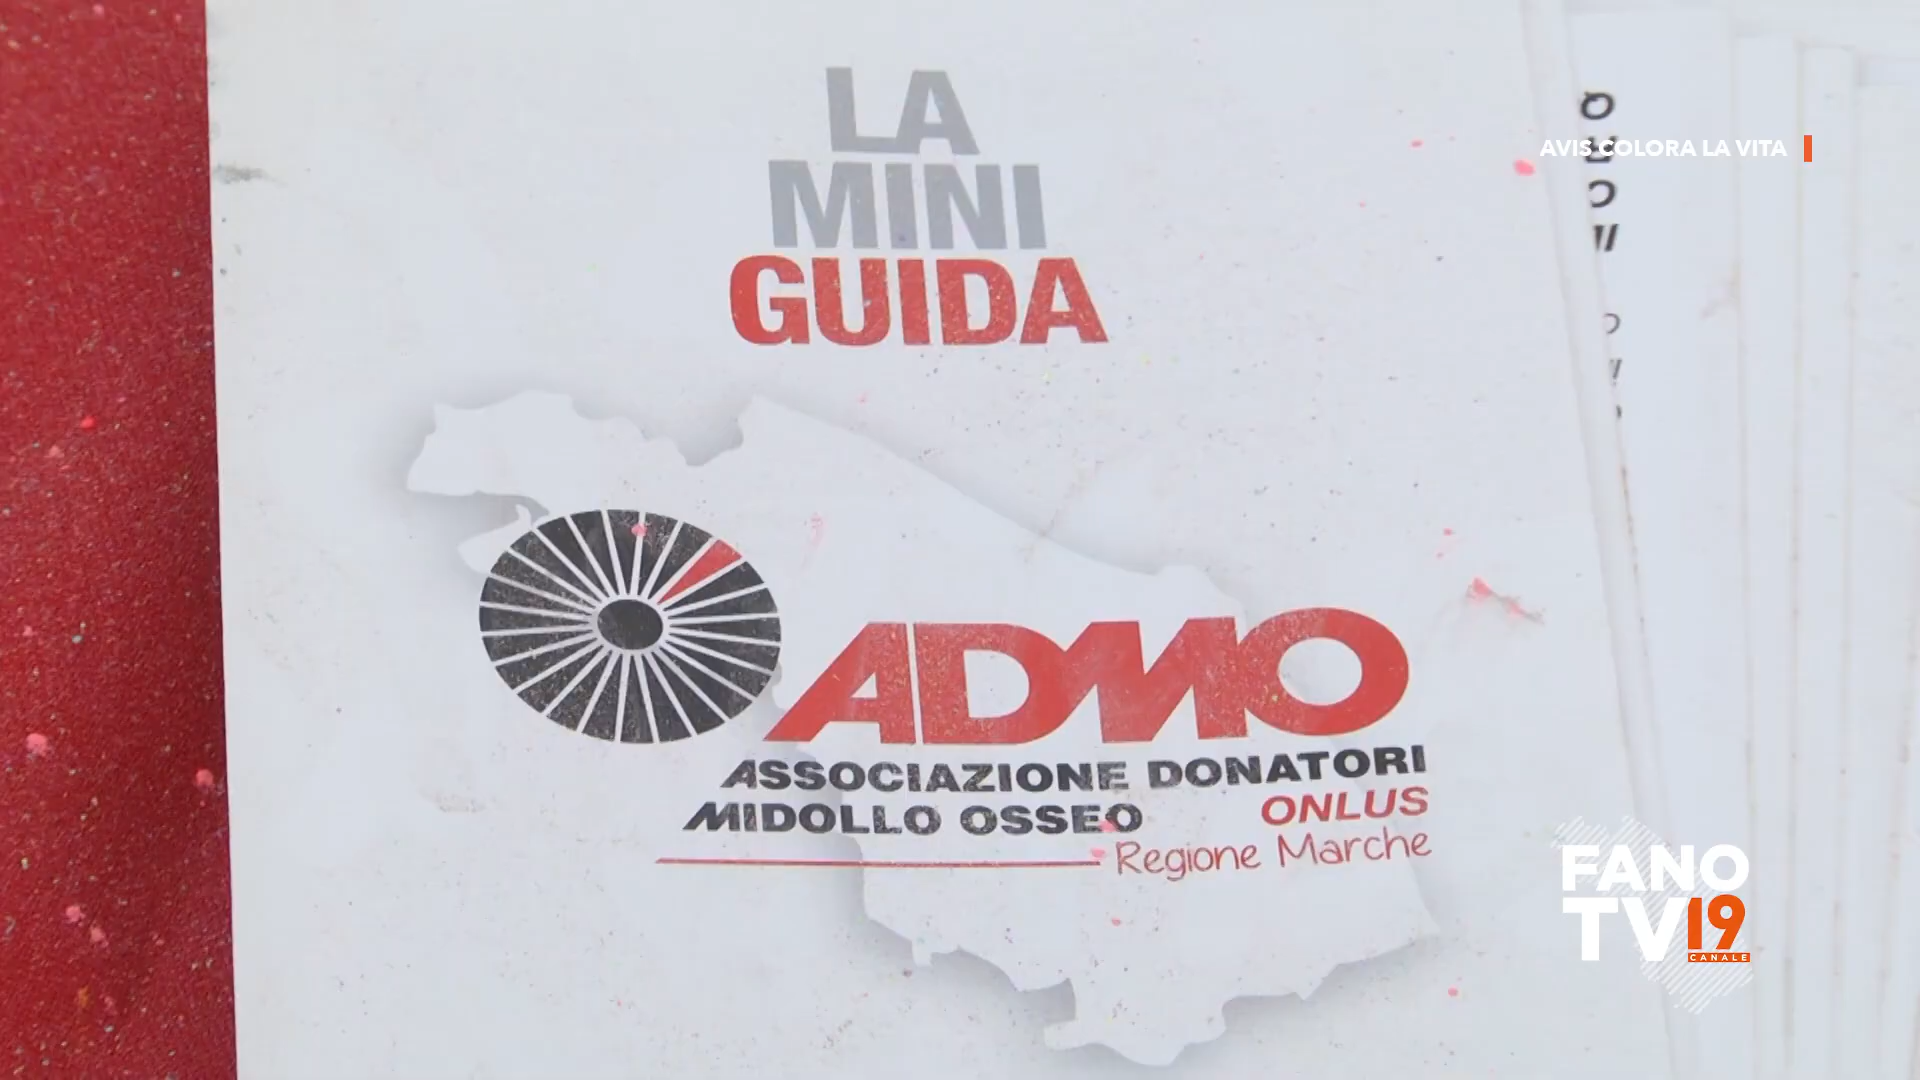 LA
MINI
GUIDA
AVIS COLORA LA VITA
ADMO
ASSOCIAZIONE DONATORI
MIDOLLO OSSEO
ONLUS
Regione Marche
FANO
TV19
CANALE